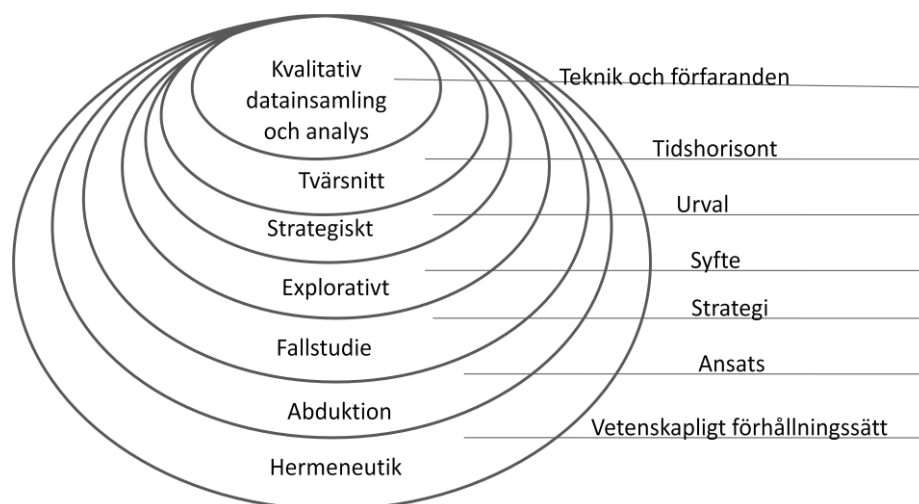 Kvalitativ
datainsamling
och analys
Teknik och förfaranden
Tidshorisont
Tvärsnitt
Urval
Strategiskt
Syfte
Explorativt
Strategi
Fallstudie
Ansats
Abduktion
Vetenskapligt förhållningssätt
Hermeneutik